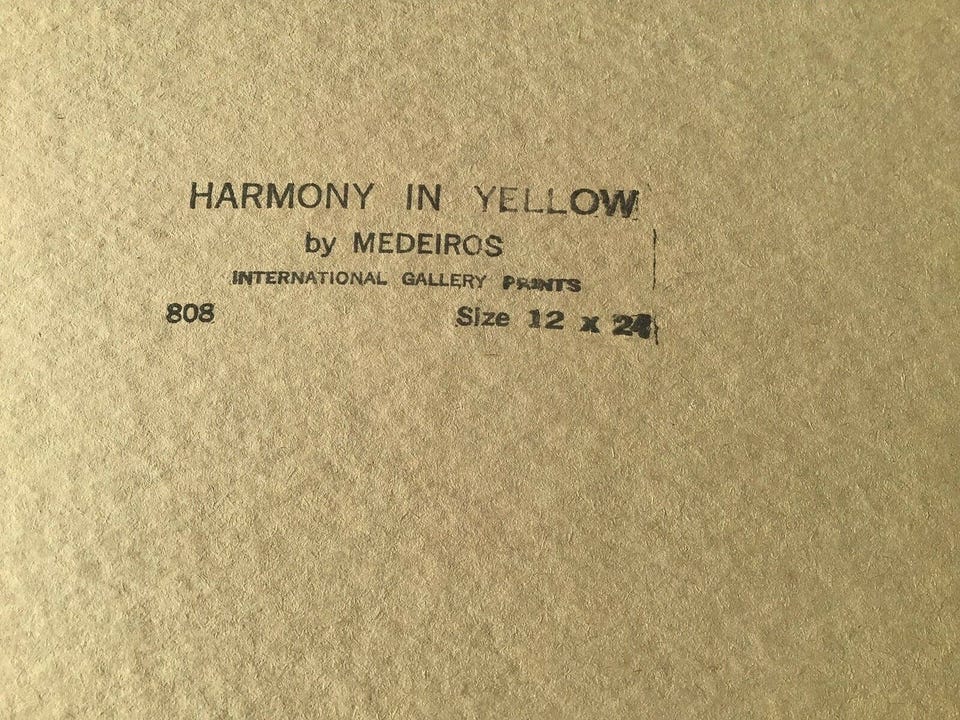 HARMONY IN YELLOW
by MEDEIROS
INTERNATIONAL GALLERY PRINTS
808 Size 12 x 24